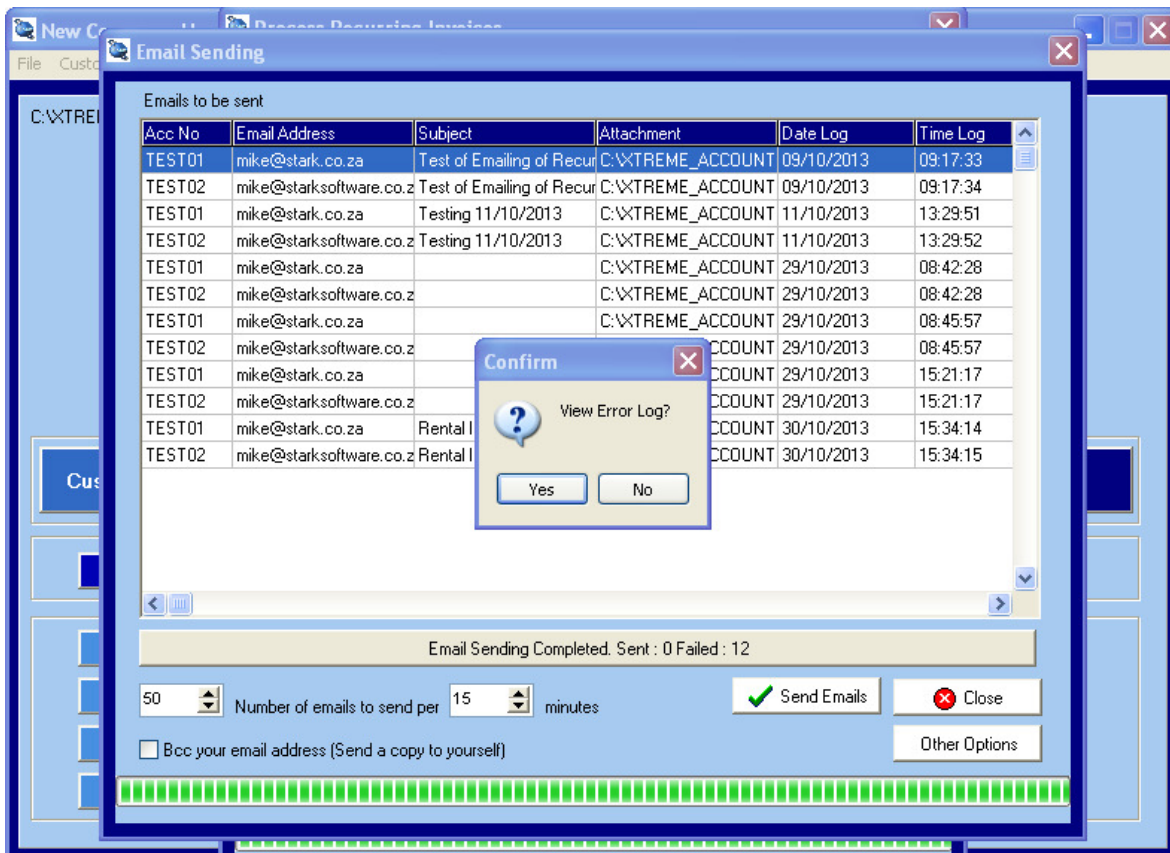 New Co
Process Recurring Invoices
File Custo
Email Sending
C:\XTREI
Emails to be sent
Acc No Email Address Subject Attachment Date Log Time Log
TEST01 mike@stark.co.za Test of Emailing of Recur C:\XTREME_ACCOUNT 09/10/2013 09:17:33
TEST02 mike@starksoftware.co.z Test of Emailing of Recur C:\XTREME_ACCOUNT 09/10/2013 09:17:34
TEST01 mike@stark.co.za Testing 11/10/2013 C:\XTREME_ACCOUNT 11/10/2013 13:29:51
TEST02 mike@starksoftware.co.z Testing 11/10/2013 C:\XTREME_ACCOUNT 11/10/2013 13:29:52
TEST01 mike@stark.co.za C:\XTREME_ACCOUNT 29/10/2013 08:42:28
TEST02 mike@starksoftware.co.z C:\XTREME_ACCOUNT 29/10/2013 08:42:28
TEST01 mike@stark.co.za C:\XTREME_ACCOUNT 29/10/2013 08:45:57
TEST02 mike@starksoftware.co.z CCOUNT 29/10/2013 08:45:57
TEST01 mike@stark.co.za CCOUNT 29/10/2013 15:21:17
TEST02 mike@starksoftware.co.z CCOUNT 29/10/2013 15:21:17
TEST01 mike@stark.co.za Rental I CCOUNT 30/10/2013 15:34:14
TEST02 mike@starksoftware.co.z Rental I CCOUNT 30/10/2013 15:34:15
Confirm
View Error Log?
Yes No
Cus
Email Sending Completed. Sent : 0 Failed : 12
50 Number of emails to send per 15 minutes
Send Emails Close
Bcc your email address (Send a copy to yourself)
Other Options